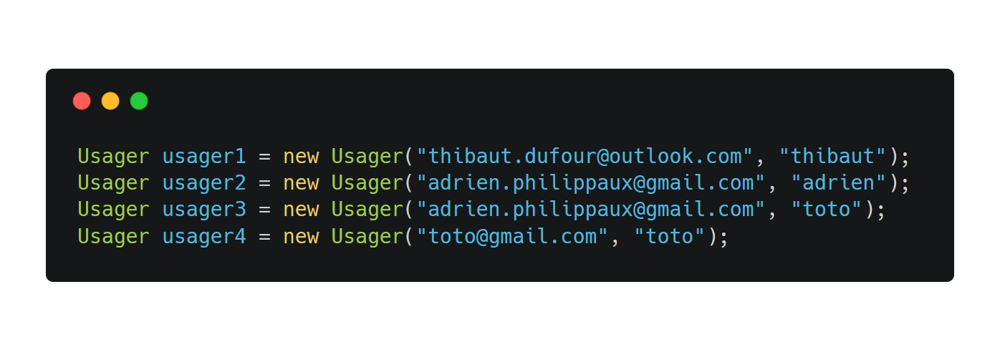 Usager usager1 = new Usager("thibaut.dufour@outlook.com", "thibaut");
Usager usager2 = new Usager("adrien.philippaux@gmail.com", "adrien");
Usager usager3 = new Usager("adrien.philippaux@gmail.com", "toto");
Usager usager4 = new Usager("toto@gmail.com", "toto");